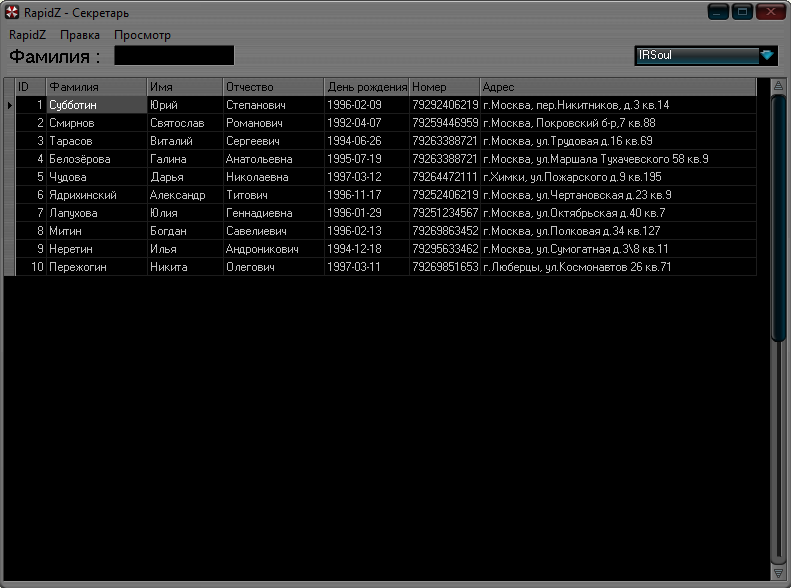 RapidZ - Секретарь
RapidZ Правка Просмотр
Фамилия :
IRSoul
ID Фамилия Имя Отчество День рождения Номер Адрес
1 Субботин Юрий Степанович 1996-02-09 79292406219 г.Москва, пер.Никитников, д.3 кв.14
2 Смирнов Святослав Романович 1992-04-07 79259446959 г.Москва, Покровский б-р,7 кв.88
3 Тарасов Виталий Сергеевич 1994-06-26 79263388721 г.Москва, ул.Трудовая д.16 кв.69
4 Белозёрова Галина Анатольевна 1995-07-19 79263388721 г.Москва, ул.Маршала Тухачевского 58 кв.9
5 Чудова Дарья Николаевна 1997-03-12 79264472111 г.Химки, ул.Пожарского д.9 кв.195
6 Ядрихинский Александр Титович 1996-11-17 79252406219 г.Москва, ул.Чертановская д.23 кв.9
7 Лапухова Юлия Геннадиевна 1996-01-29 79251234567 г.Москва, ул.Октябрьская д.40 кв.7
8 Митин Богдан Савелиевич 1996-02-13 79269863452 г.Москва, ул.Полковая д.34 кв.127
9 Неретин Илья Андроникович 1994-12-18 79295633462 г.Москва, ул.Сумогатная д.3\8 кв.11
10 Пережогин Никита Олегович 1997-03-11 79269851653 г.Люберцы, ул.Космонавтов 26 кв.71